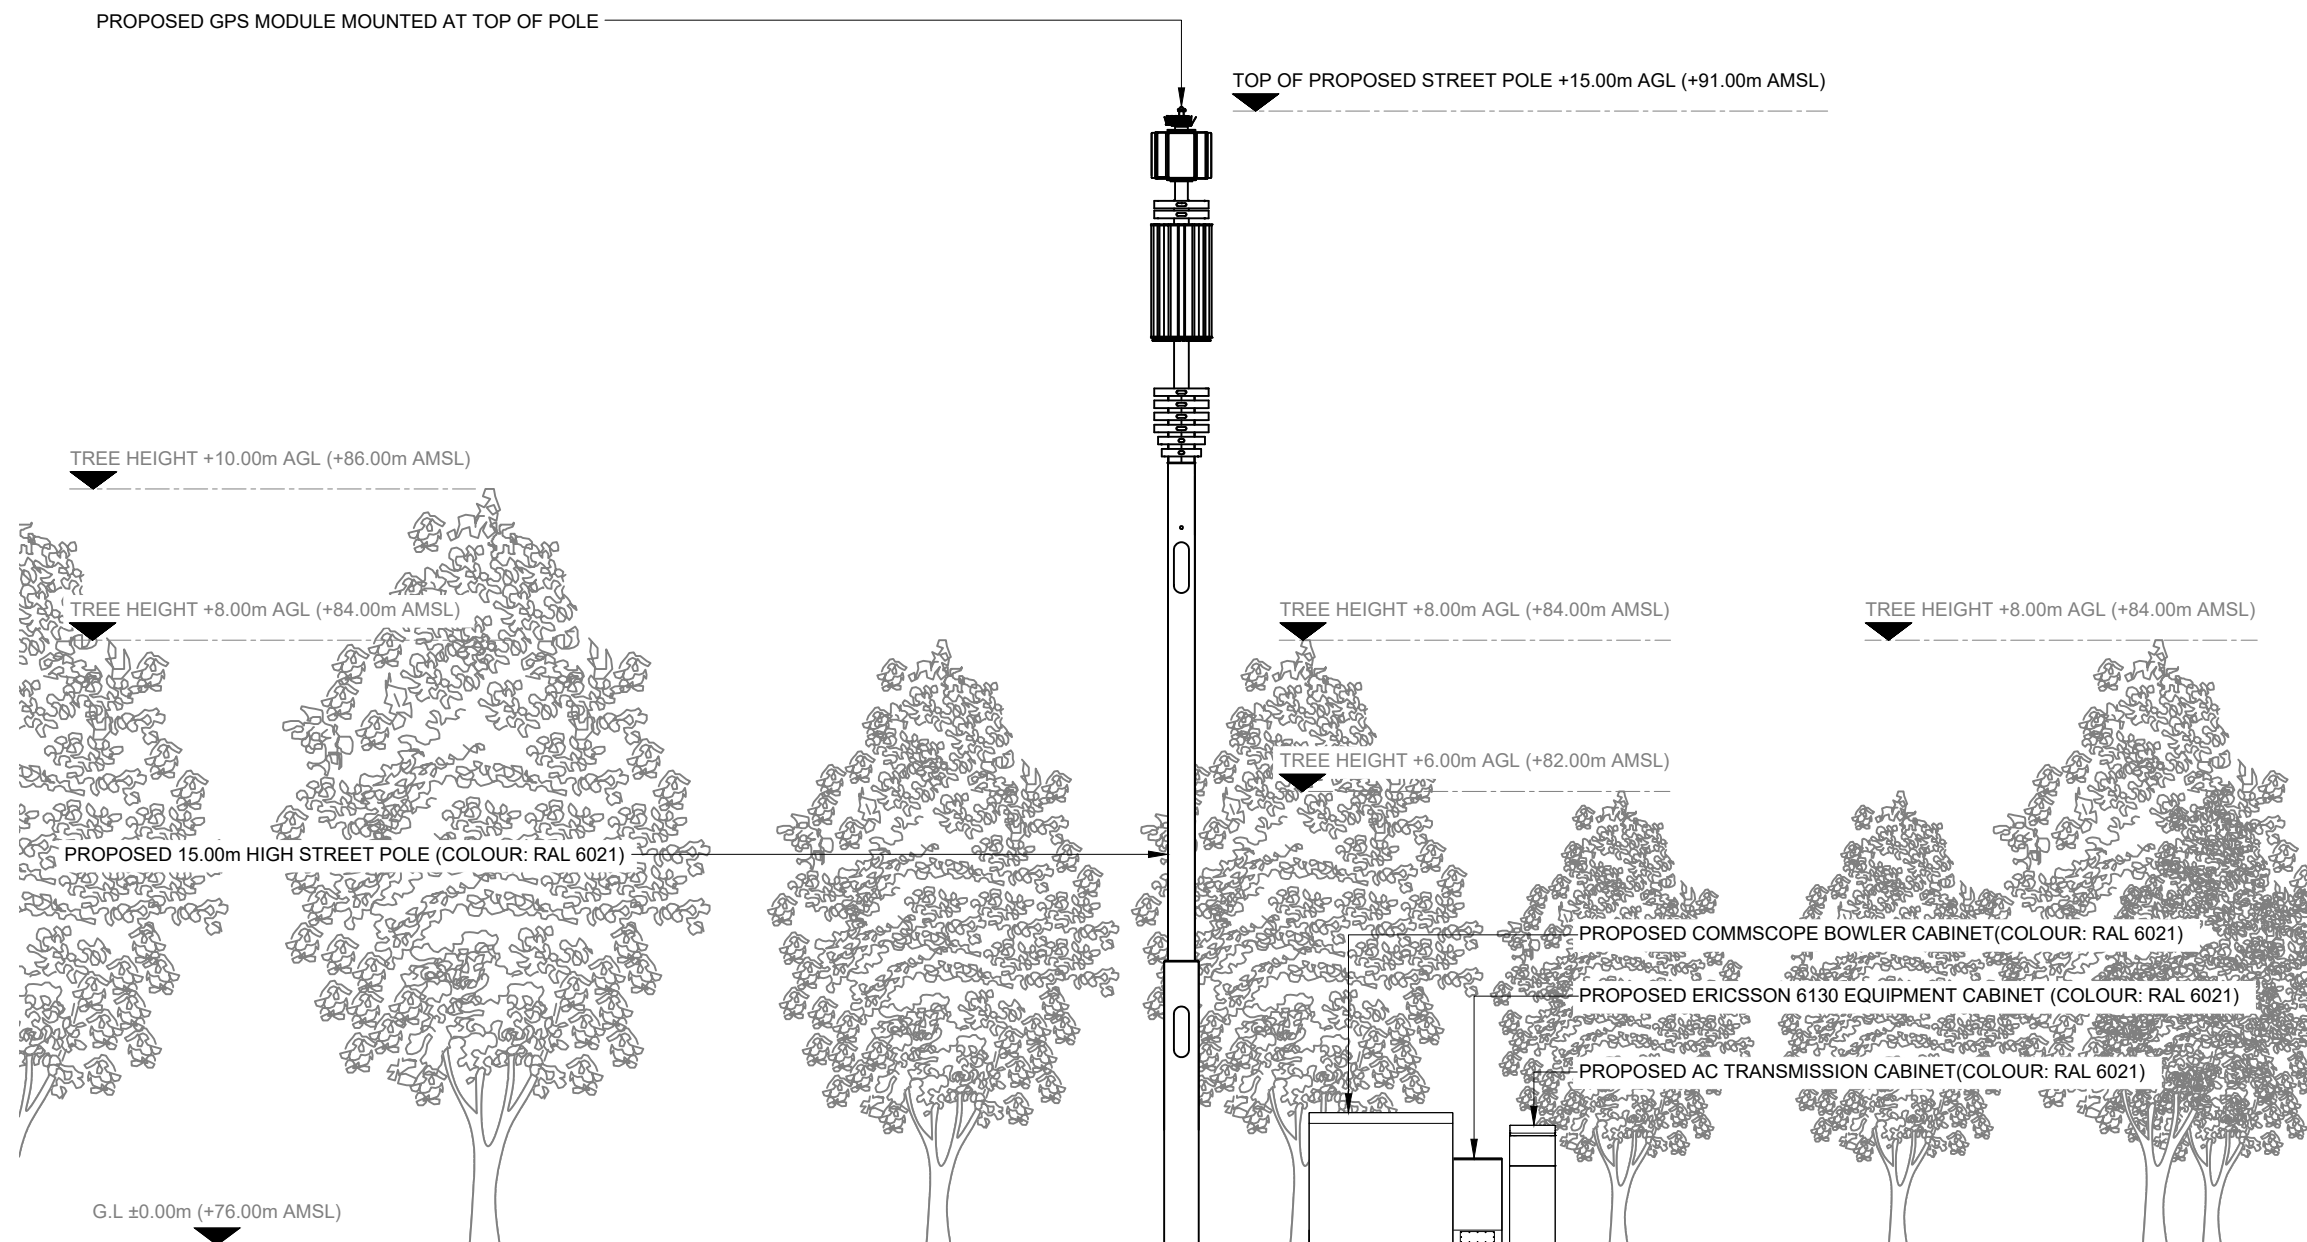 PROPOSED GPS MODULE MOUNTED AT TOP OF POLE
TOP OF PROPOSED STREET POLE +15.00m AGL (+91.00m AMSL)
TREE HEIGHT +10.00m AGL (+86.00m AMSL)
TREE HEIGHT +8.00m AGL (+84.00m AMSL)
TREE HEIGHT +8.00m AGL (+84.00m AMSL)
TREE HEIGHT +8.00m AGL (+84.00m AMSL)
TREE HEIGHT +6.00m AGL (+82.00m AMSL)
PROPOSED 15.00m HIGH STREET POLE (COLOUR: RAL 6021)
PROPOSED COMMSCOPE BOWLER CABINET(COLOUR: RAL 6021)
PROPOSED ERICSSON 6130 EQUIPMENT CABINET (COLOUR: RAL 6021)
PROPOSED AC TRANSMISSION CABINET(COLOUR: RAL 6021)
G.L ±0.00m (+76.00m AMSL)